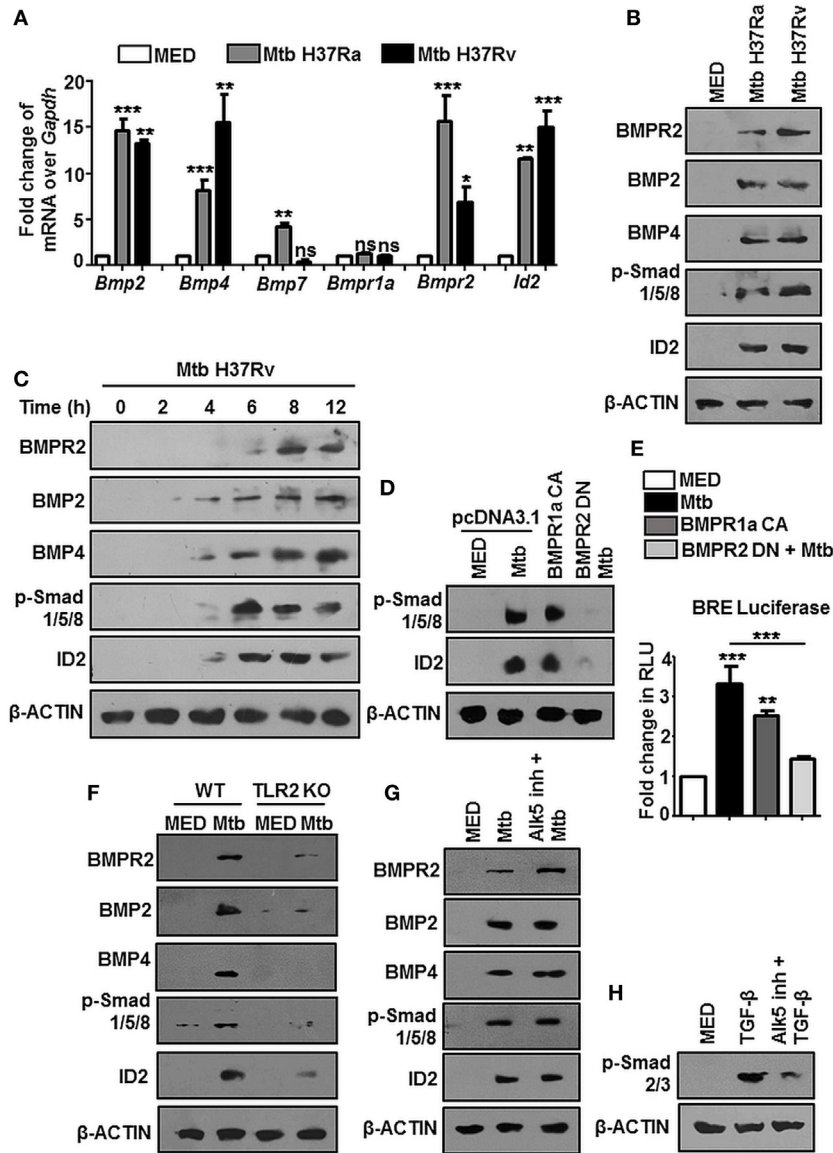 A
MED Mtb H37Ra Mtb H37Rv
Fold change of
mRNA over Gapdh
20
15
10
5
0
*** ** *** ** ** ns ns ns *** * ** ***
Bmp2 Bmp4 Bmp7 Bmpr1a Bmpr2 Id2
B
MED Mtb H37Ra Mtb H37Rv
BMPR2
BMP2
BMP4
p-Smad
1/5/8
ID2
β-ACTIN
C
Mtb H37Rv
Time (h) 0 2 4 6 8 12
BMPR2
BMP2
BMP4
p-Smad
1/5/8
ID2
β-ACTIN
D
pcDNA3.1
MED Mtb BMPR1a CA BMPR2 DN Mtb
p-Smad
1/5/8
ID2
β-ACTIN
E
MED
Mtb
BMPR1a CA
BMPR2 DN + Mtb
BRE Luciferase
***
*** **
Fold change in RLU
4
3
2
1
0
F
WT TLR2 KO
MED Mtb MED Mtb
BMPR2
BMP2
BMP4
p-Smad
1/5/8
ID2
β-ACTIN
G
MED Mtb Alk5 inh + Mtb
BMPR2
BMP2
BMP4
p-Smad
1/5/8
ID2
β-ACTIN
H
MED TGF-β Alk5 inh + TGF-β
p-Smad
2/3
β-ACTIN